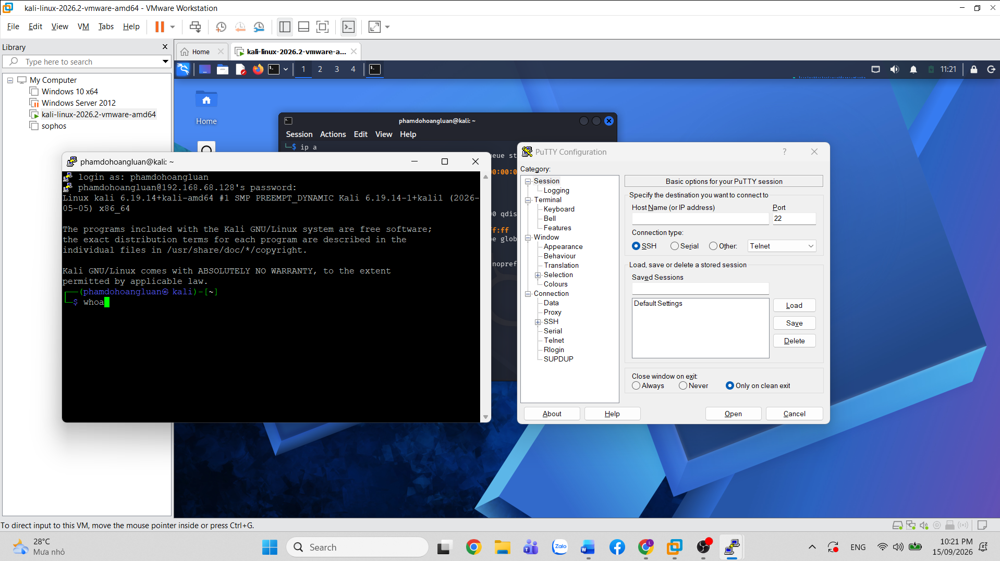 kali-linux-2026.2-vmware-amd64 - VMware Workstation
File Edit View VM Tabs Help
Library
Type here to search
My Computer
Windows 10 x64
Windows Server 2012
kali-linux-2026.2-vmware-amd64
sophos
Home
kali-linux-2026.2-vmware-a...
1 2 3 4
11:21
Home
phamdohoangluan@kali: ~
Session Actions Edit View Help
└─$ ip a
eue st
00:00:0
00 qdis
ff:ff
pe glob
nopref
phamdohoangluan@kali: ~
login as: phamdohoangluan
phamdohoangluan@192.168.68.128's password:
Linux kali 6.19.14+kali-amd64 #1 SMP PREEMPT_DYNAMIC Kali 6.19.14-1+kali1 (2026-
05-05) x86_64
The programs included with the Kali GNU/Linux system are free software;
the exact distribution terms for each program are described in the
individual files in /usr/share/doc/*/copyright.
Kali GNU/Linux comes with ABSOLUTELY NO WARRANTY, to the extent
permitted by applicable law.
┌──(phamdohoangluan㉿ kali)-[~]
└─$ whoa
PuTTY Configuration
?
Category:
Session
Logging
Terminal
Keyboard
Bell
Features
Window
Appearance
Behaviour
Translation
Selection
Colours
Connection
Data
Proxy
SSH
Serial
Telnet
Rlogin
SUPDUP
Basic options for your PuTTY session
Specify the destination you want to connect to
Host Name (or IP address) Port
22
Connection type:
SSH Serial Other: Telnet
Load, save or delete a stored session
Saved Sessions
Default Settings
Load
Save
Delete
Close window on exit:
Always Never Only on clean exit
About Help Open Cancel
To direct input to this VM, move the mouse pointer inside or press Ctrl+G.
28°C
Mưa nhỏ
Search
Zalo
ENG
10:21 PM
15/09/2026